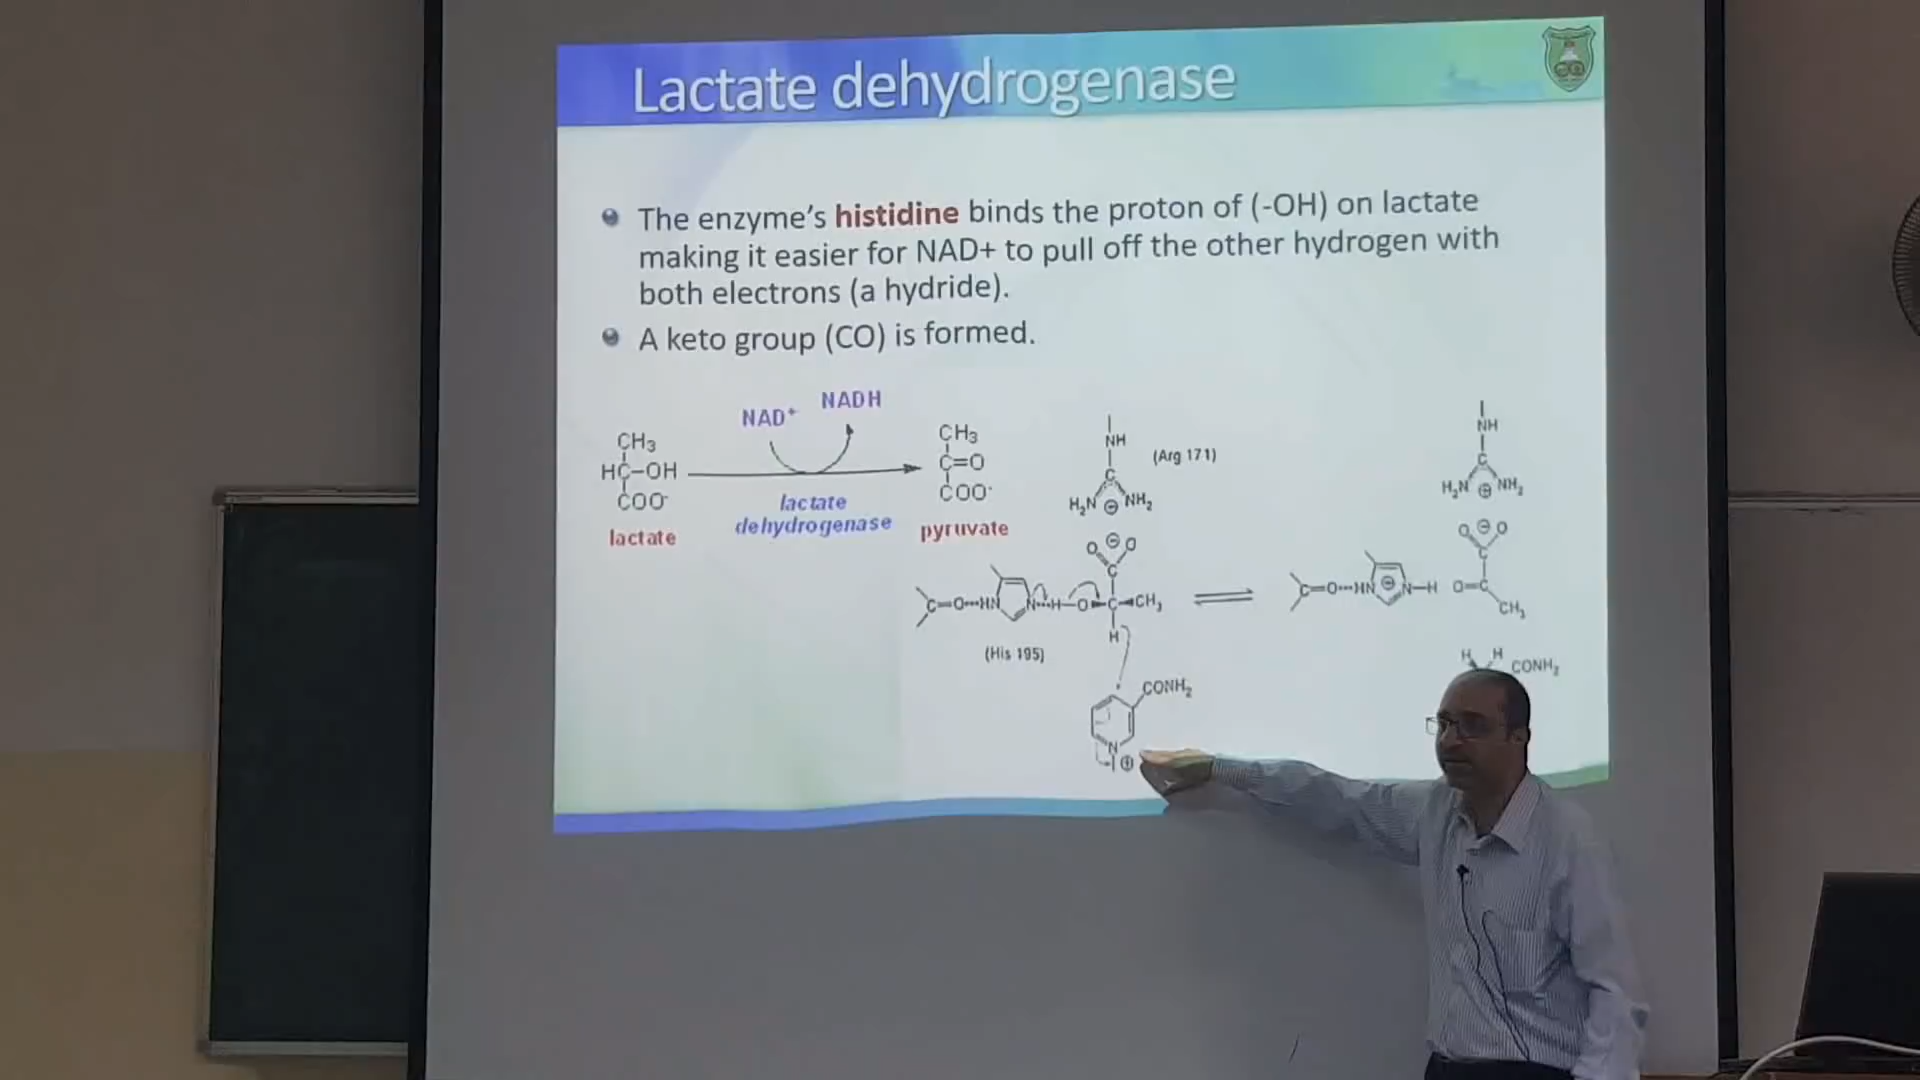 Lactate dehydrogenase
The enzyme's histidine binds the proton of (-OH) on lactate
making it easier for NAD+ to pull off the other hydrogen with
both electrons (a hydride).
A keto group (CO) is formed.
NAD⁺ NADH
CH₃
HC–OH
COO⁻
lactate
lactate
dehydrogenase
CH₃
C=O
COO⁻
pyruvate
NH
C
H₂N ⊖ NH₂
(Arg 171)
O ⊖ O
C
C=O···HN N···H–O–C–CH₃
H
(His 195)
CONH₂
N
⊕
NH
C
H₂N ⊕ NH₂
O ⊖ O
C
C=O···HN ⊖ N–H O=C
CH₃
H H CONH₂